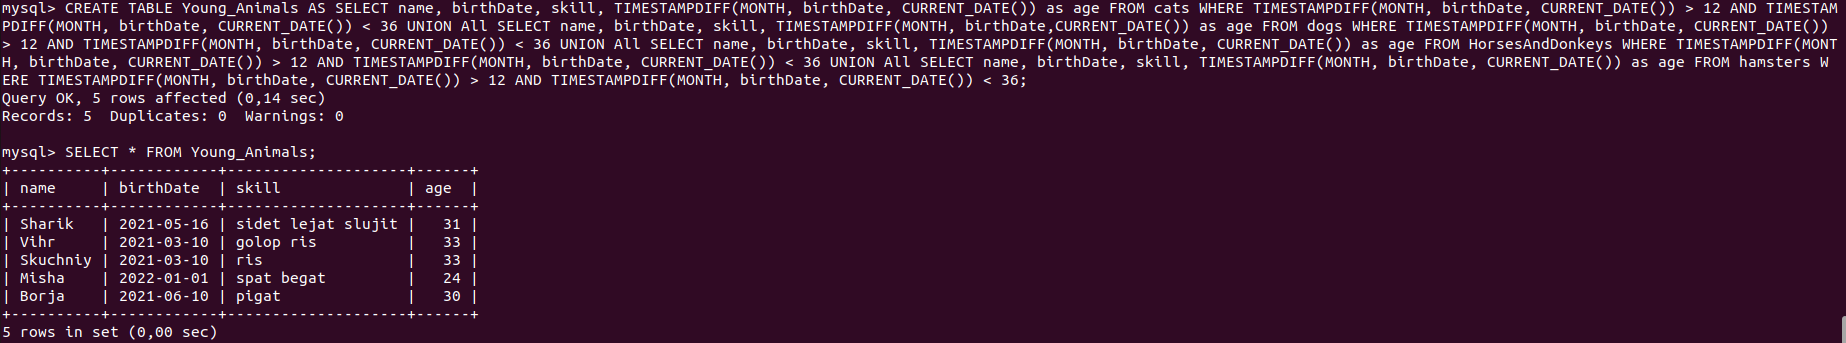 mysql> CREATE TABLE Young_Animals AS SELECT name, birthDate, skill, TIMESTAMPDIFF(MONTH, birthDate, CURRENT_DATE()) as age FROM cats WHERE TIMESTAMPDIFF(MONTH, birthDate, CURRENT_DATE()) > 12 AND TIMESTAM
PDIFF(MONTH, birthDate, CURRENT_DATE()) < 36 UNION All SELECT name, birthDate, skill, TIMESTAMPDIFF(MONTH, birthDate,CURRENT_DATE()) as age FROM dogs WHERE TIMESTAMPDIFF(MONTH, birthDate, CURRENT_DATE())
> 12 AND TIMESTAMPDIFF(MONTH, birthDate, CURRENT_DATE()) < 36 UNION All SELECT name, birthDate, skill, TIMESTAMPDIFF(MONTH, birthDate, CURRENT_DATE()) as age FROM HorsesAndDonkeys WHERE TIMESTAMPDIFF(MONT
H, birthDate, CURRENT_DATE()) > 12 AND TIMESTAMPDIFF(MONTH, birthDate, CURRENT_DATE()) < 36 UNION All SELECT name, birthDate, skill, TIMESTAMPDIFF(MONTH, birthDate, CURRENT_DATE()) as age FROM hamsters W
ERE TIMESTAMPDIFF(MONTH, birthDate, CURRENT_DATE()) > 12 AND TIMESTAMPDIFF(MONTH, birthDate, CURRENT_DATE()) < 36;
Query OK, 5 rows affected (0,14 sec)
Records: 5  Duplicates: 0  Warnings: 0

mysql> SELECT * FROM Young_Animals;
+----------+------------+--------------------+------+
| name     | birthDate  | skill              | age  |
+----------+------------+--------------------+------+
| Sharik   | 2021-05-16 | sidet lejat slujit |   31 |
| Vihr     | 2021-03-10 | golop ris          |   33 |
| Skuchniy | 2021-03-10 | ris                |   33 |
| Misha    | 2022-01-01 | spat begat         |   24 |
| Borja    | 2021-06-10 | pigat              |   30 |
+----------+------------+--------------------+------+
5 rows in set (0,00 sec)